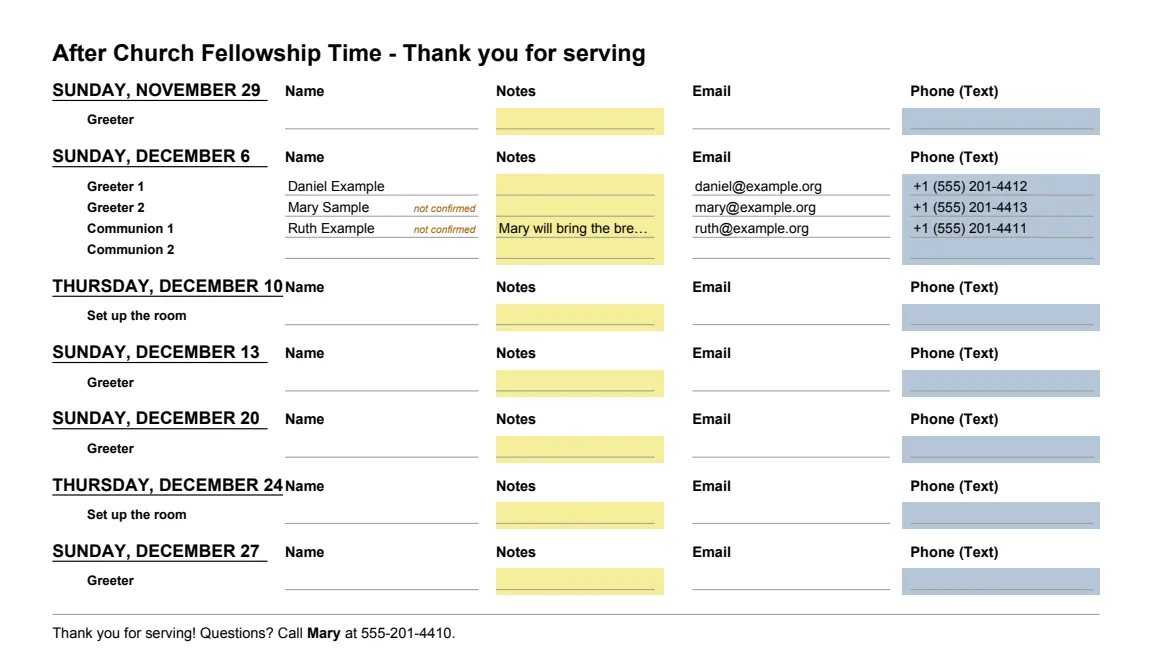 After Church Fellowship Time - Thank you for serving
SUNDAY, NOVEMBER 29 Name Notes Email Phone (Text)
Greeter
SUNDAY, DECEMBER 6 Name Notes Email Phone (Text)
Greeter 1 Daniel Example daniel@example.org +1 (555) 201-4412
Greeter 2 Mary Sample not confirmed mary@example.org +1 (555) 201-4413
Communion 1 Ruth Example not confirmed Mary will bring the bre… ruth@example.org +1 (555) 201-4411
Communion 2
THURSDAY, DECEMBER 10 Name Notes Email Phone (Text)
Set up the room
SUNDAY, DECEMBER 13 Name Notes Email Phone (Text)
Greeter
SUNDAY, DECEMBER 20 Name Notes Email Phone (Text)
Greeter
THURSDAY, DECEMBER 24 Name Notes Email Phone (Text)
Set up the room
SUNDAY, DECEMBER 27 Name Notes Email Phone (Text)
Greeter
Thank you for serving! Questions? Call Mary at 555-201-4410.